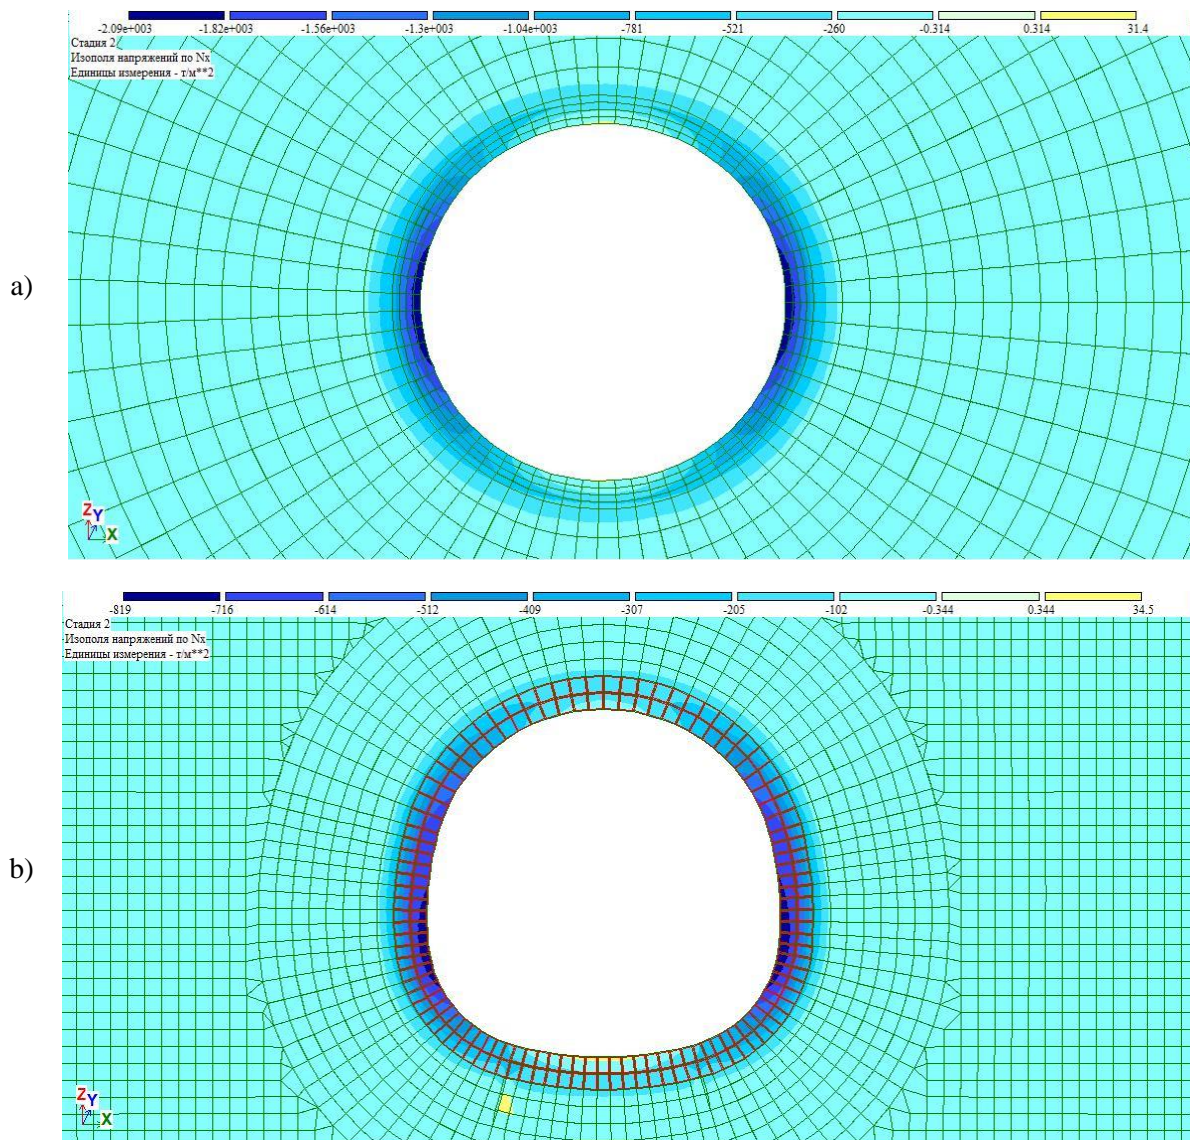 -2.09e+003 -1.82e+003 -1.56e+003 -1.3e+003 -1.04e+003 -781 -521 -260 -0.314 0.314 31.4
Стадия 2
Изополя напряжений по Nx
Единицы измерения - т/м**2
a)
Z Y
X
-819 -716 -614 -512 -409 -307 -205 -102 -0.344 0.344 34.5
Стадия 2
Изополя напряжений по Nx
Единицы измерения - т/м**2
b)
Z Y
X